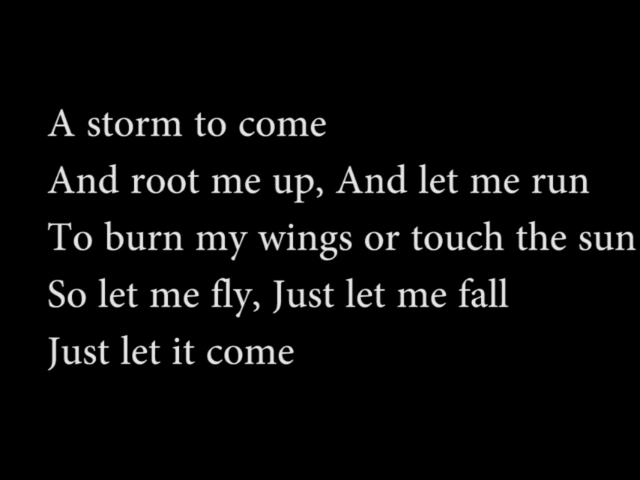 A storm to come
And root me up, And let me run
To burn my wings or touch the sun
So let me fly, Just let me fall
Just let it come